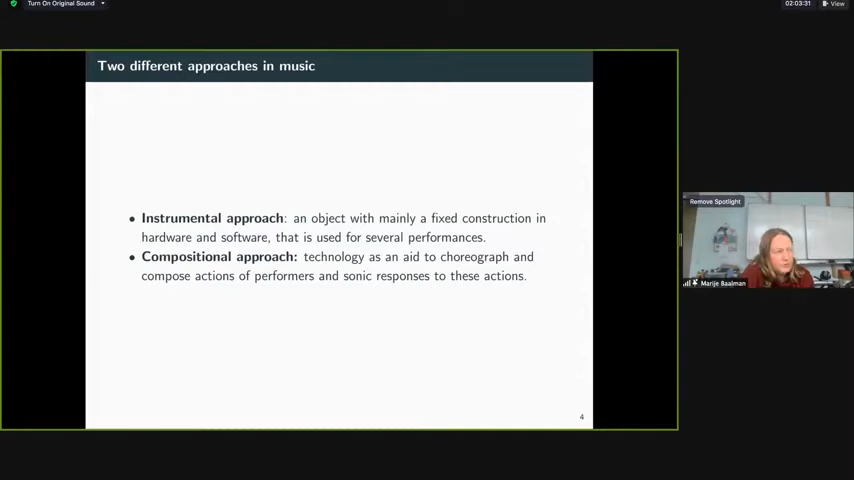 Turn On Original Sound
02:03:31
View
Two different approaches in music
• Instrumental approach: an object with mainly a fixed construction in
hardware and software, that is used for several performances.
• Compositional approach: technology as an aid to choreograph and
compose actions of performers and sonic responses to these actions.
4
Remove Spotlight
Marije Baalman